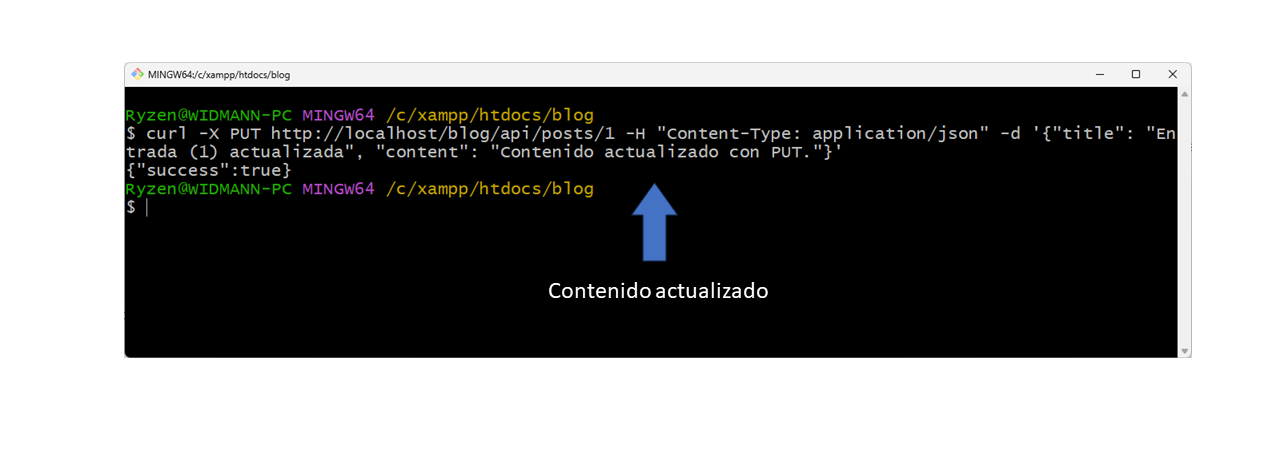 MINGW64:/c/xampp/htdocs/blog
Ryzen@WIDMANN-PC MINGW64 /c/xampp/htdocs/blog
$ curl -X PUT http://localhost/blog/api/posts/1 -H "Content-Type: application/json" -d '{"title": "En
trada (1) actualizada", "content": "Contenido actualizado con PUT."}'
{"success":true}
Ryzen@WIDMANN-PC MINGW64 /c/xampp/htdocs/blog
$
Contenido actualizado